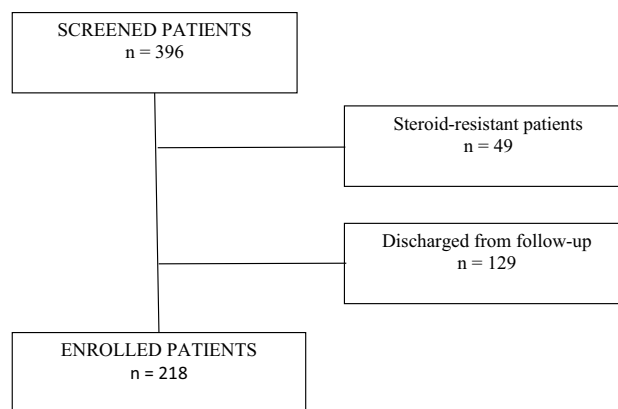 SCREENED PATIENTS
n = 396
Steroid-resistant patients
n = 49
Discharged from follow-up
n = 129
ENROLLED PATIENTS
n = 218